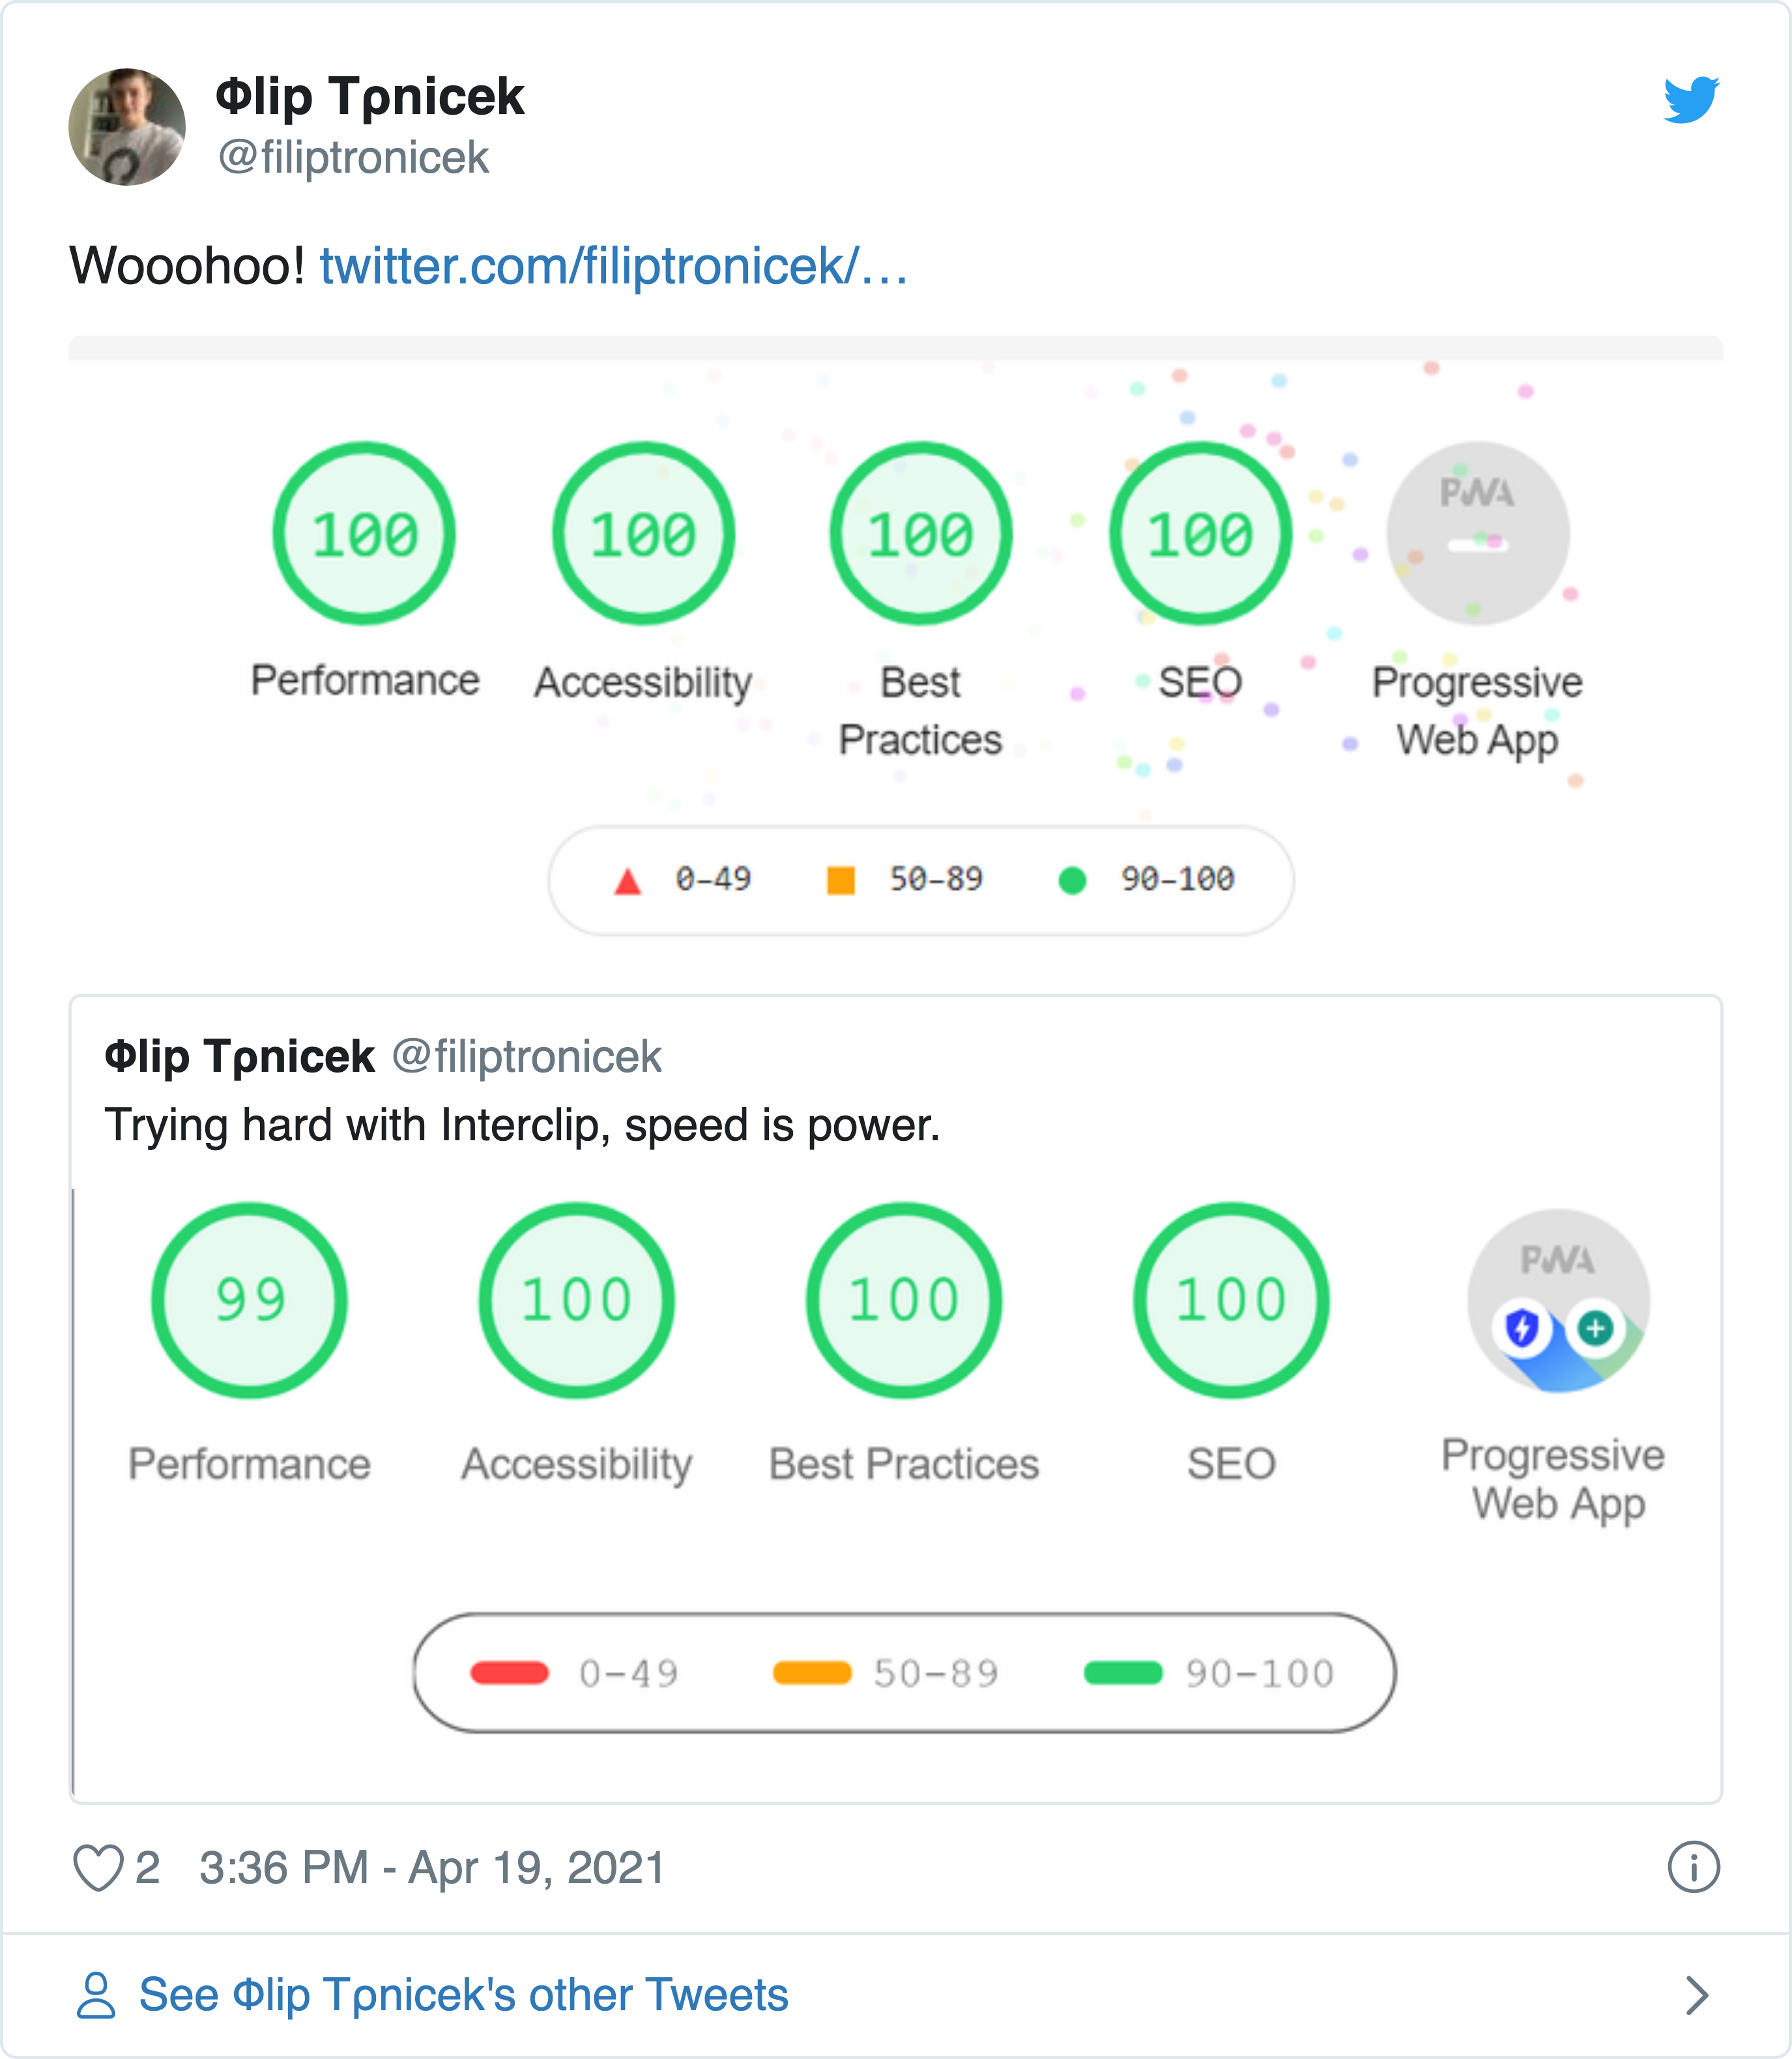 Φlip Tρnicek
@filiptronicek
Wooohoo! twitter.com/filiptronicek/…
100 100 100 100 PWA
Performance Accessibility Best Practices SEO Progressive Web App
0–49 50–89 90–100
Φlip Tρnicek @filiptronicek
Trying hard with Interclip, speed is power.
99 100 100 100 PWA
Performance Accessibility Best Practices SEO Progressive Web App
0–49 50–89 90–100
2 3:36 PM - Apr 19, 2021
See Φlip Tρnicek's other Tweets